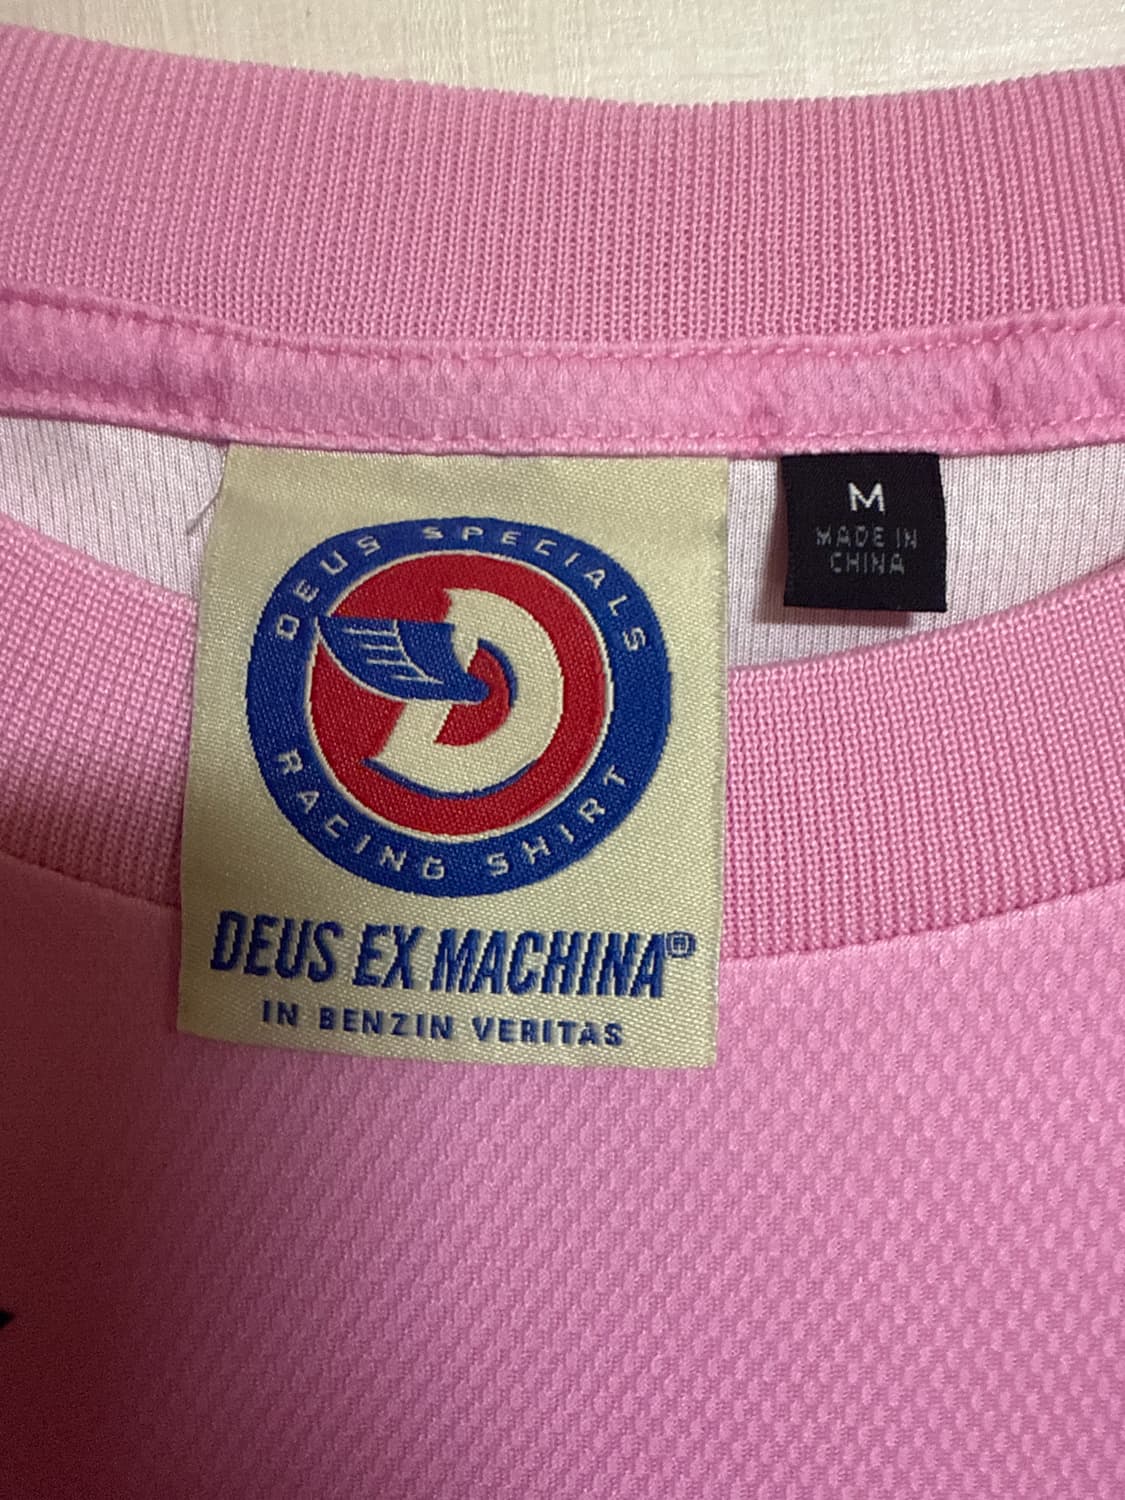 DEUS SPECIALS
RACING SHIRT
DEUS EX MACHINA®
IN BENZIN VERITAS
M
MADE IN
CHINA